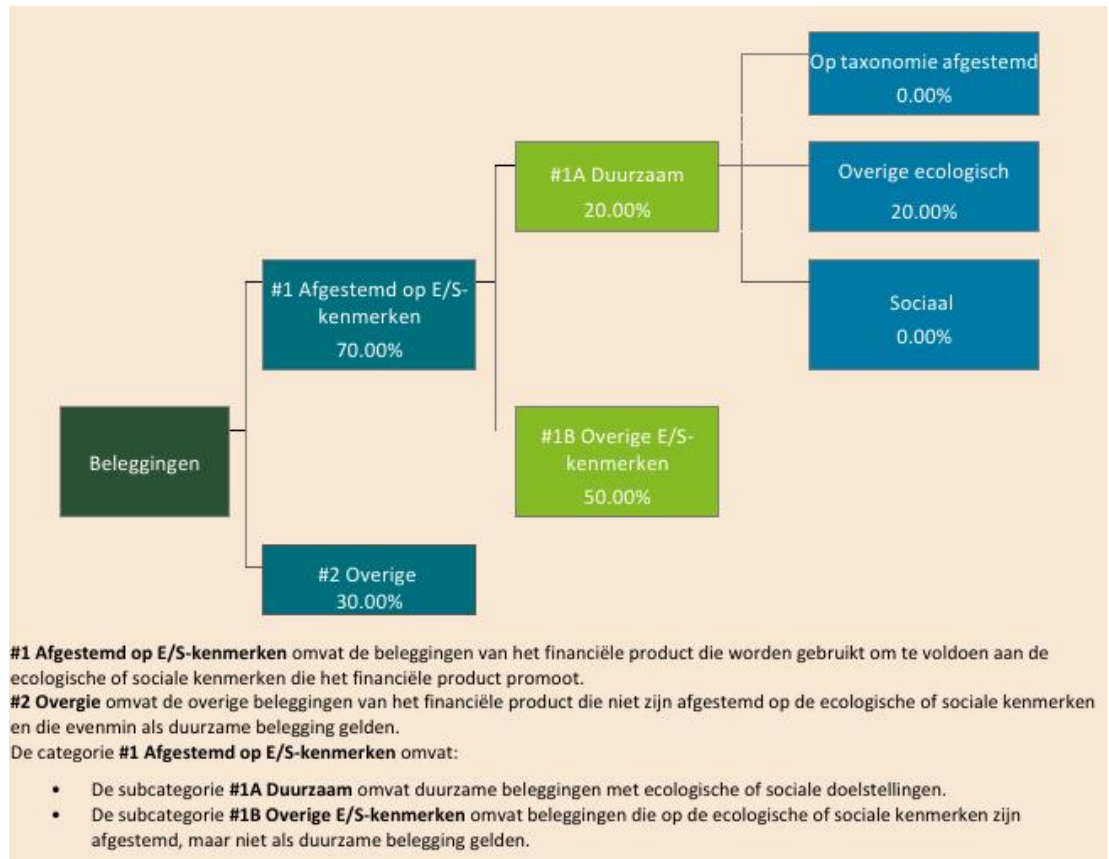 Op taxonomie afgestemd
0.00%
#1A Duurzaam
20.00%
Overige ecologisch
20.00%
#1 Afgestemd op E/S-
kenmerken
70.00%
Sociaal
0.00%
Beleggingen
#1B Overige E/S-
kenmerken
50.00%
#2 Overige
30.00%
#1 Afgestemd op E/S-kenmerken omvat de beleggingen van het financiële product die worden gebruikt om te voldoen aan de
ecologische of sociale kenmerken die het financiële product promoot.
#2 Overgie omvat de overige beleggingen van het financiële product die niet zijn afgestemd op de ecologische of sociale kenmerken
en die evenmin als duurzame belegging gelden.
De categorie #1 Afgestemd op E/S-kenmerken omvat:
• De subcategorie #1A Duurzaam omvat duurzame beleggingen met ecologische of sociale doelstellingen.
• De subcategorie #1B Overige E/S-kenmerken omvat beleggingen die op de ecologische of sociale kenmerken zijn
afgestemd, maar niet als duurzame belegging gelden.